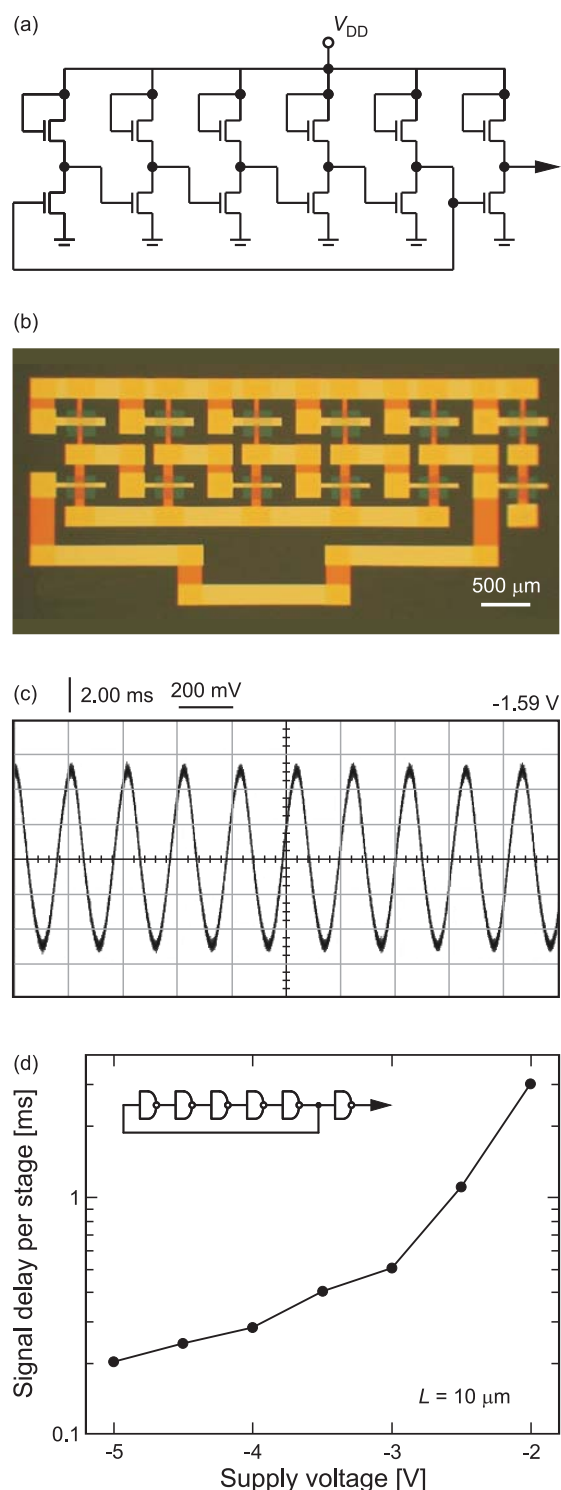 (a)
V_DD
(b)
500 μm
(c)
2.00 ms 200 mV -1.59 V
(d)
Signal delay per stage [ms]
1
0.1
L = 10 μm
-5 -4 -3 -2
Supply voltage [V]